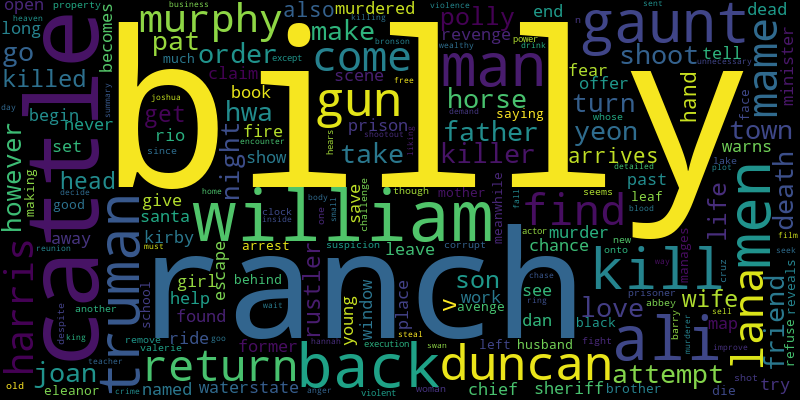 billy
ranch
cattle
william
man
gun
gaunt
kill
back
ali
duncan
return
truman
murphy
men
find
lana
come
harris
mame
shoot
horse
father
killer
take
love
son
wife
friend
life
town
yeon
turn
death
hand
polly
make
order
pat
also
murdered
end
dead
tell
minister
open
long
go
killed
becomes
much
business
property
heaven
claim
hwa
book
scene
revenge
fear
offer
however
making
begin
never
set
day
summary
joshua
since
get
rio
night
fire
show
prison
saying
whose
face
arrives
warns
head
except
killing
bronson
wealthy
violence
power
drink
free
demand
liking
shootout
encounter
hears
sent
unnecessary
n
good
away
another
despite
king
school
give
santa
kirby
girl
help
found
ride
named
former
joan
eleanor
old
crime
teacher
must
remove
valerie
goo
waterstate
wait
execution
violent
anger
hannah
steal
swan
woman
arrest
behind
escape
clock
inside
home
suspicion
rustler
window
young
place
one
body
small
save
challenge
though
mother
meanwhile
corrupt
leave
work
see
avenge
dan
left
husband
chief
sheriff
brother
black
fight
chance
murder
actor
chase
ring
fall
seems
blood
new
onto
detailed
past
leaf
lake
plot
decide
reunion
manages
cruz
way
prisoner
abbey
map
sell
barry
murderer
improve
shot
die
try
refuse
reveals
seek
film
attempt
v